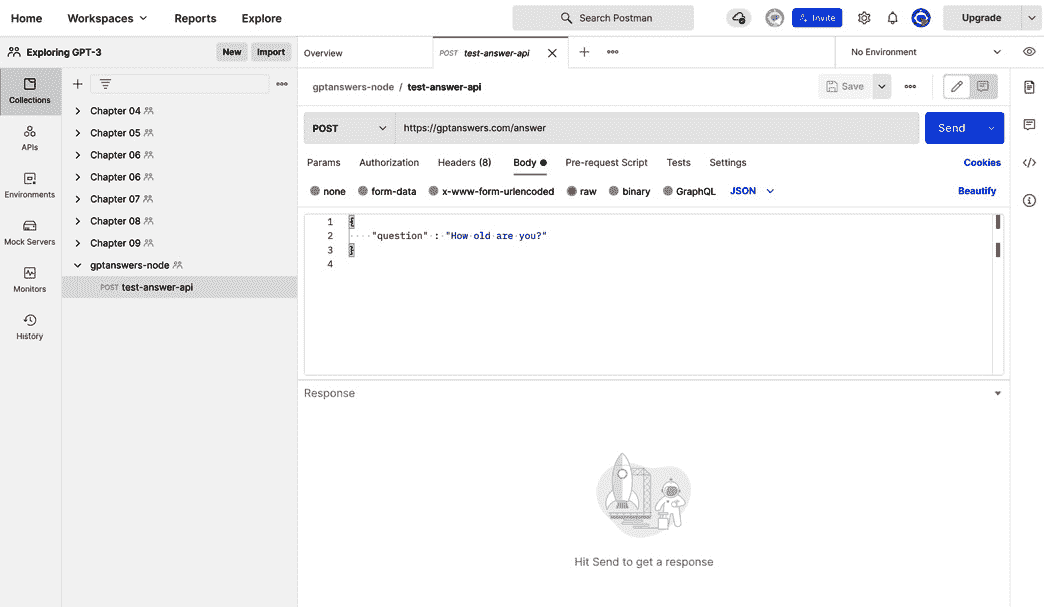 Home Workspaces Reports Explore Search Postman Invite Upgrade
Exploring GPT-3 New Import
Overview POST test-answer-api No Environment
Collections
APIs
Environments
Mock Servers
Monitors
History
Chapter 04
Chapter 05
Chapter 06
Chapter 06
Chapter 07
Chapter 08
Chapter 09
gptanswers-node
POST test-answer-api
gptanswers-node / test-answer-api Save
POST https://gptanswers.com/answer Send
Params Authorization Headers (8) Body Pre-request Script Tests Settings Cookies
none form-data x-www-form-urlencoded raw binary GraphQL JSON Beautify
1 {
2 ····"question"·:·"How·old·are·you?"
3 }
4
Response
Hit Send to get a response